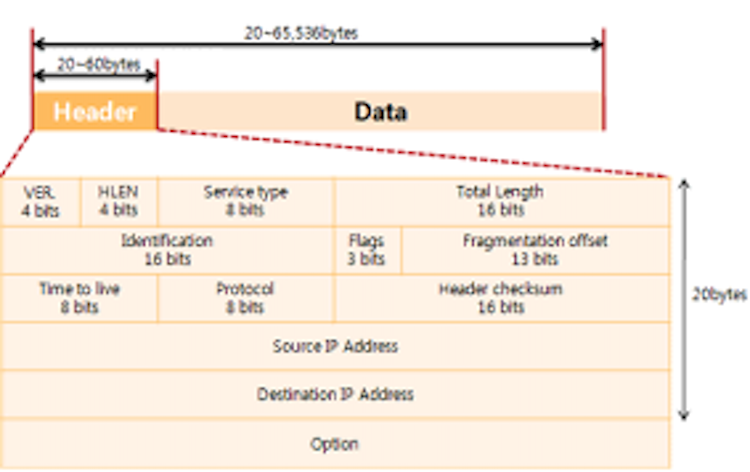 20~65,536bytes
20~60bytes
Header
Data
VER.
4 bits
HLEN
4 bits
Service type
8 bits
Total Length
16 bits
Identification
16 bits
Flags
3 bits
Fragmentation offset
13 bits
Time to live
8 bits
Protocol
8 bits
Header checksum
16 bits
20bytes
Source IP Address
Destination IP Address
Option